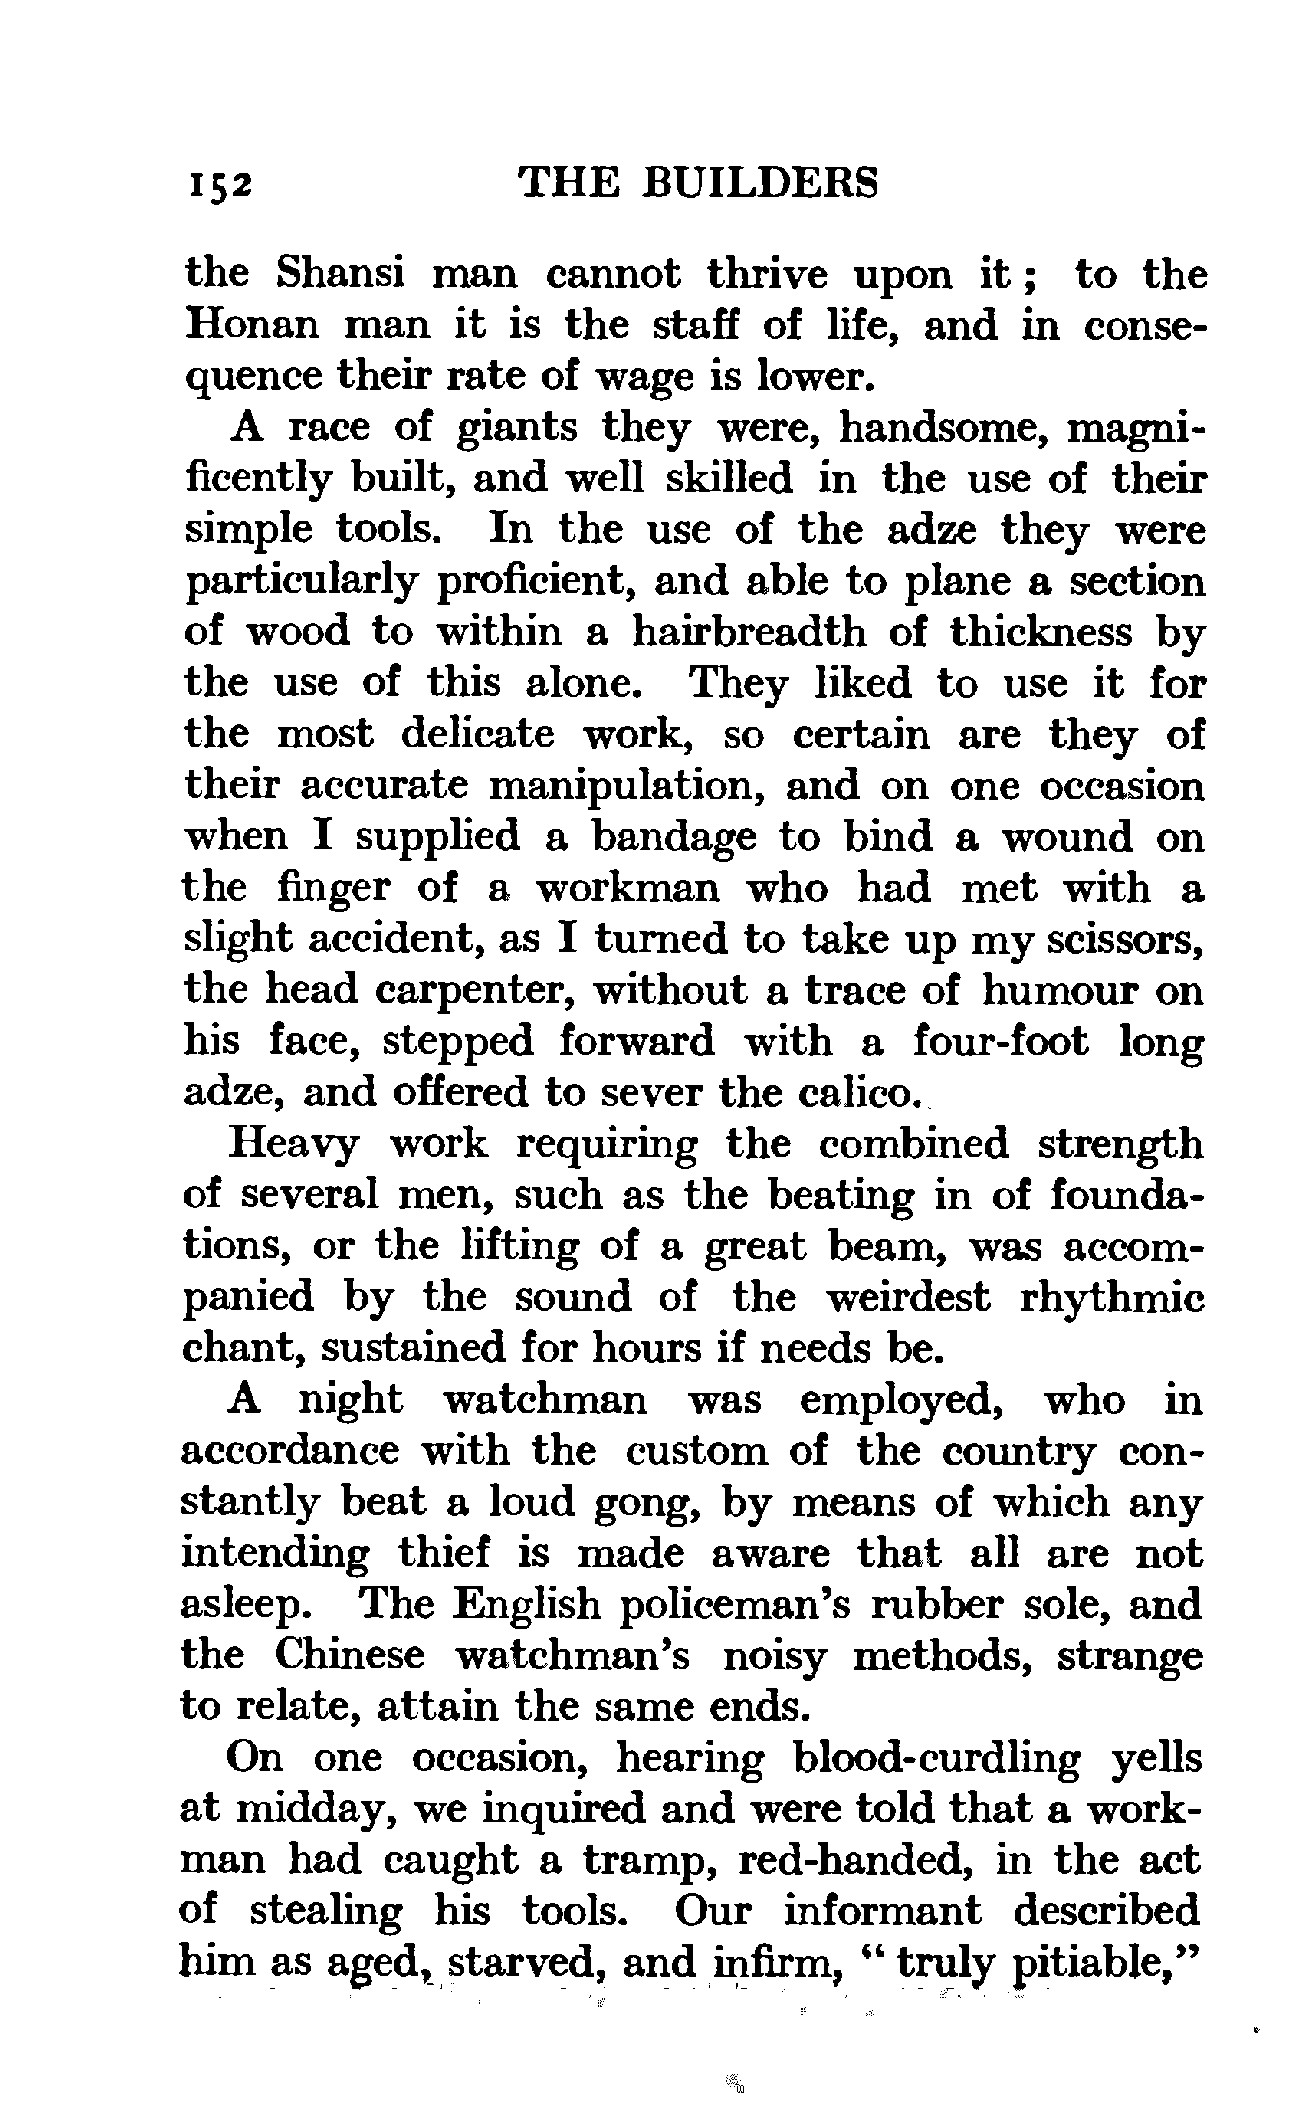 152 THE BUILDERS
the Shansi man cannot thrive upon it ; to the
Honan man it is the staff of life, and in conse-
quence their rate of wage is lower.
A race of giants they were, handsome, magni-
ficently built, and well skilled in the use of their
simple tools. In the use of the adze they were
particularly proficient, and able to plane a section
of wood to within a hairbreadth of thickness by
the use of this alone. They liked to use it for
the most delicate work, so certain are they of
their accurate manipulation, and on one occasion
when I supplied a bandage to bind a wound on
the finger of a workman who had met with a
slight accident, as I turned to take up my scissors,
the head carpenter, without a trace of humour on
his face, stepped forward with a four-foot long
adze, and offered to sever the calico.
Heavy work requiring the combined strength
of several men, such as the beating in of founda-
tions, or the lifting of a great beam, was accom-
panied by the sound of the weirdest rhythmic
chant, sustained for hours if needs be.
A night watchman was employed, who in
accordance with the custom of the country con-
stantly beat a loud gong, by means of which any
intending thief is made aware that all are not
asleep. The English policeman's rubber sole, and
the Chinese watchman's noisy methods, strange
to relate, attain the same ends.
On one occasion, hearing blood-curdling yells
at midday, we inquired and were told that a work-
man had caught a tramp, red-handed, in the act
of stealing his tools. Our informant described
him as aged, starved, and infirm, " truly pitiable,"